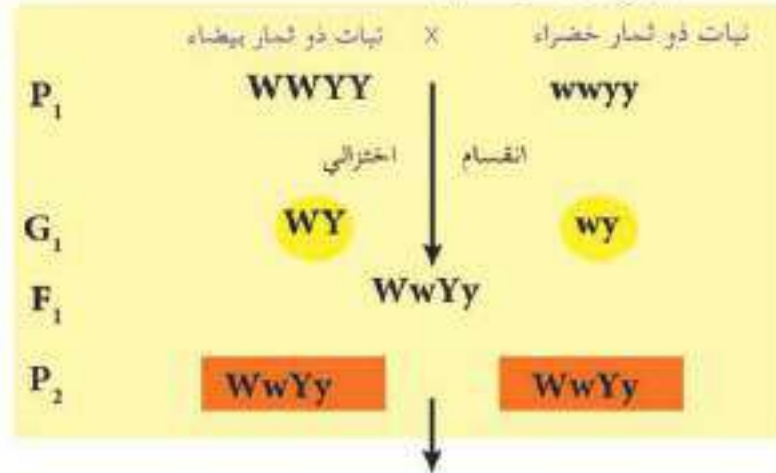 نبات ذو ثمار خضراء X نبات ذو ثمار بيضاء
P₁ WWYY wwyy
انقسام اختزالي
G₁ WY wy
F₁ WwYy
P₂ WwYy WwYy